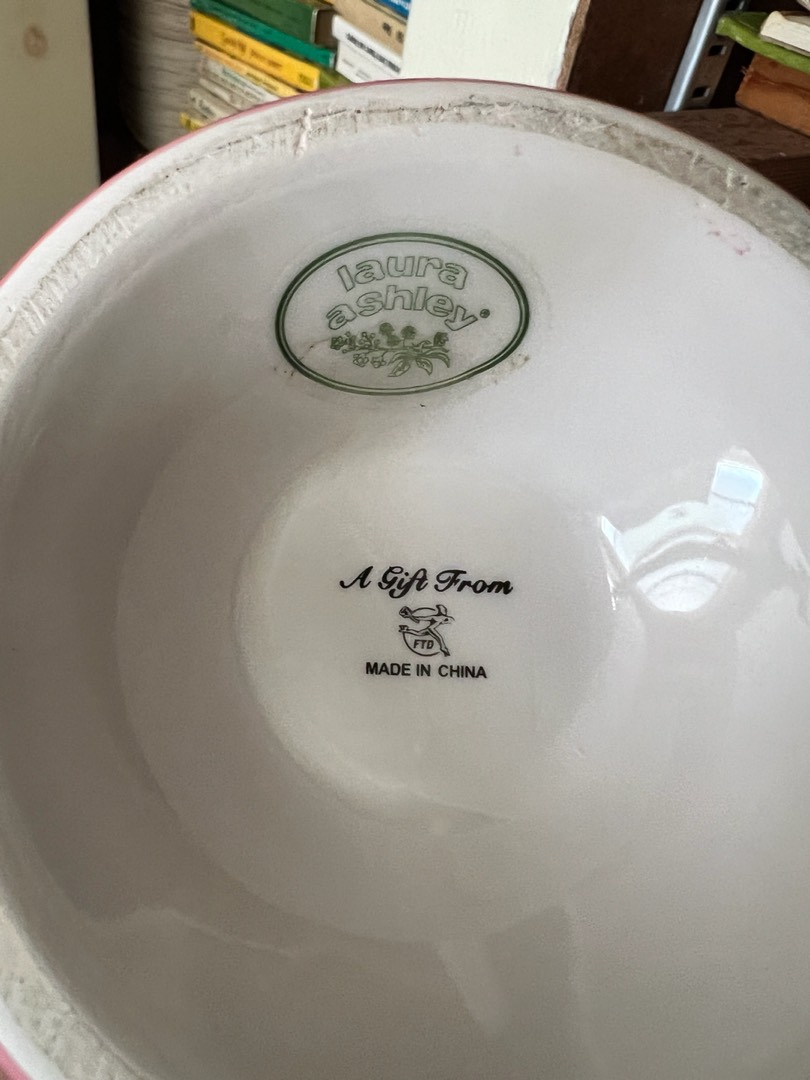 laura
ashley®
A Gift From
FTD
MADE IN CHINA